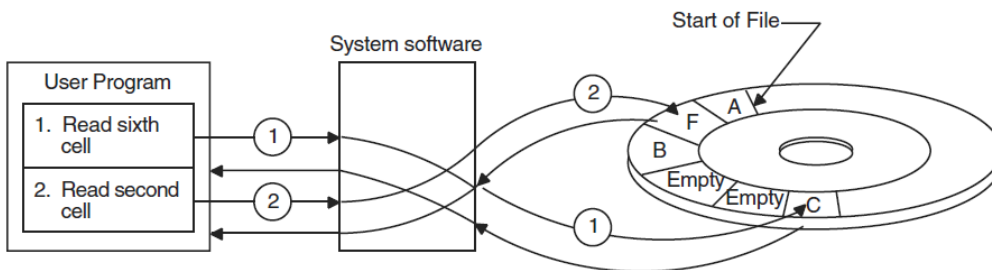 Start of File
System software
User Program
1. Read sixth
cell
2. Read second
cell
1
2
2
1
A
F
B
Empty
Empty
C